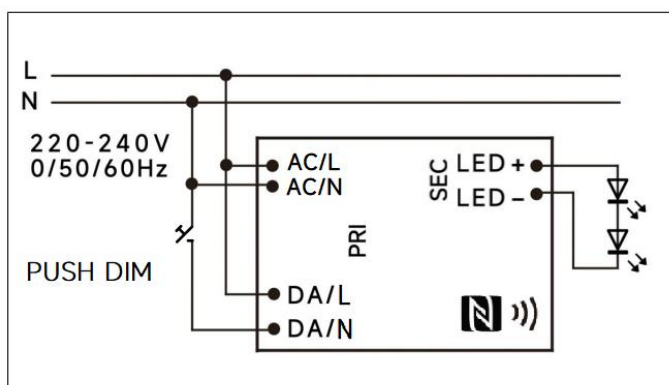 L
N
220-240V
0/50/60Hz
PUSH DIM
AC/L
AC/N
PRI
DA/L
DA/N
SEC
LED +
LED -